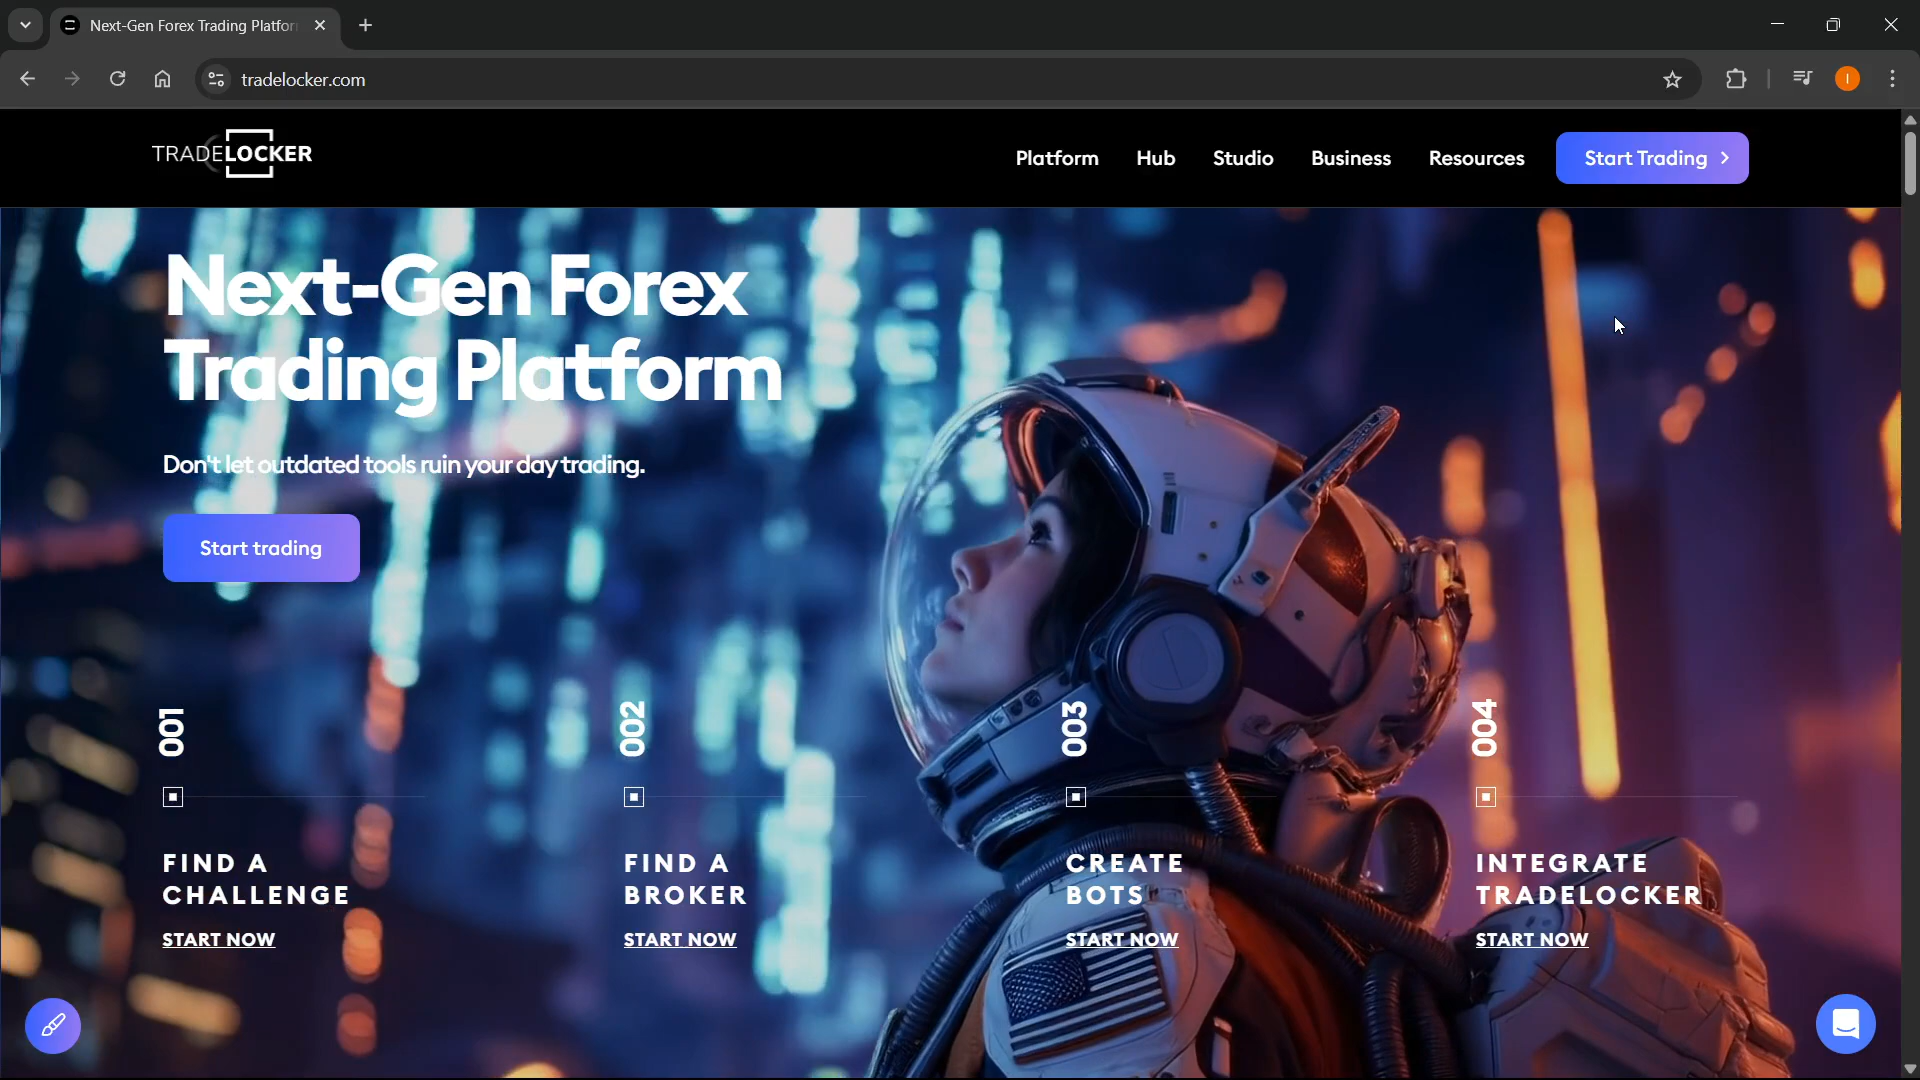 Next-Gen Forex Trading Platfor
tradelocker.com
I
TRADELOCKER
Platform
Hub
Studio
Business
Resources
Start Trading
Next-Gen Forex
Trading Platform
Don't let outdated tools ruin your day trading.
Start trading
001
FIND A
CHALLENGE
START NOW
002
FIND A
BROKER
START NOW
003
CREATE
BOTS
START NOW
004
INTEGRATE
TRADELOCKER
START NOW